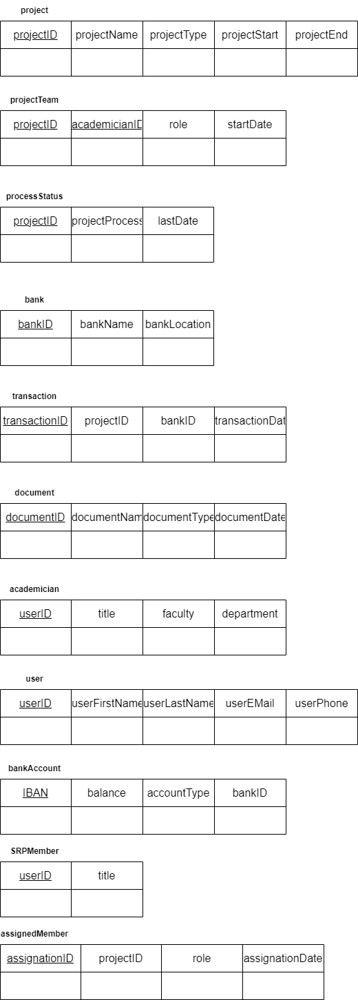 project
projectID projectName projectType projectStart projectEnd
projectTeam
projectID academicianID role startDate
processStatus
projectID projectProcess lastDate
bank
bankID bankName bankLocation
transaction
transactionID projectID bankID transactionDat
document
documentID documentNam documentType documentDate
academician
userID title faculty department
user
userID userFirstName userLastName userEMail userPhone
bankAccount
IBAN balance accountType bankID
SRPMember
userID title
assignedMember
assignationID projectID role assignationDate